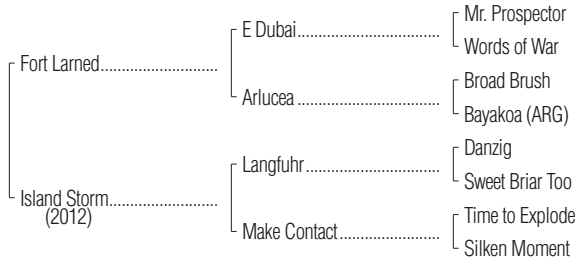 Mr. Prospector
E Dubai
Words of War
Fort Larned
Broad Brush
Arlucea
Bayakoa (ARG)
Danzig
Langfuhr
Sweet Briar Too
Island Storm
(2012)
Time to Explode
Make Contact
Silken Moment